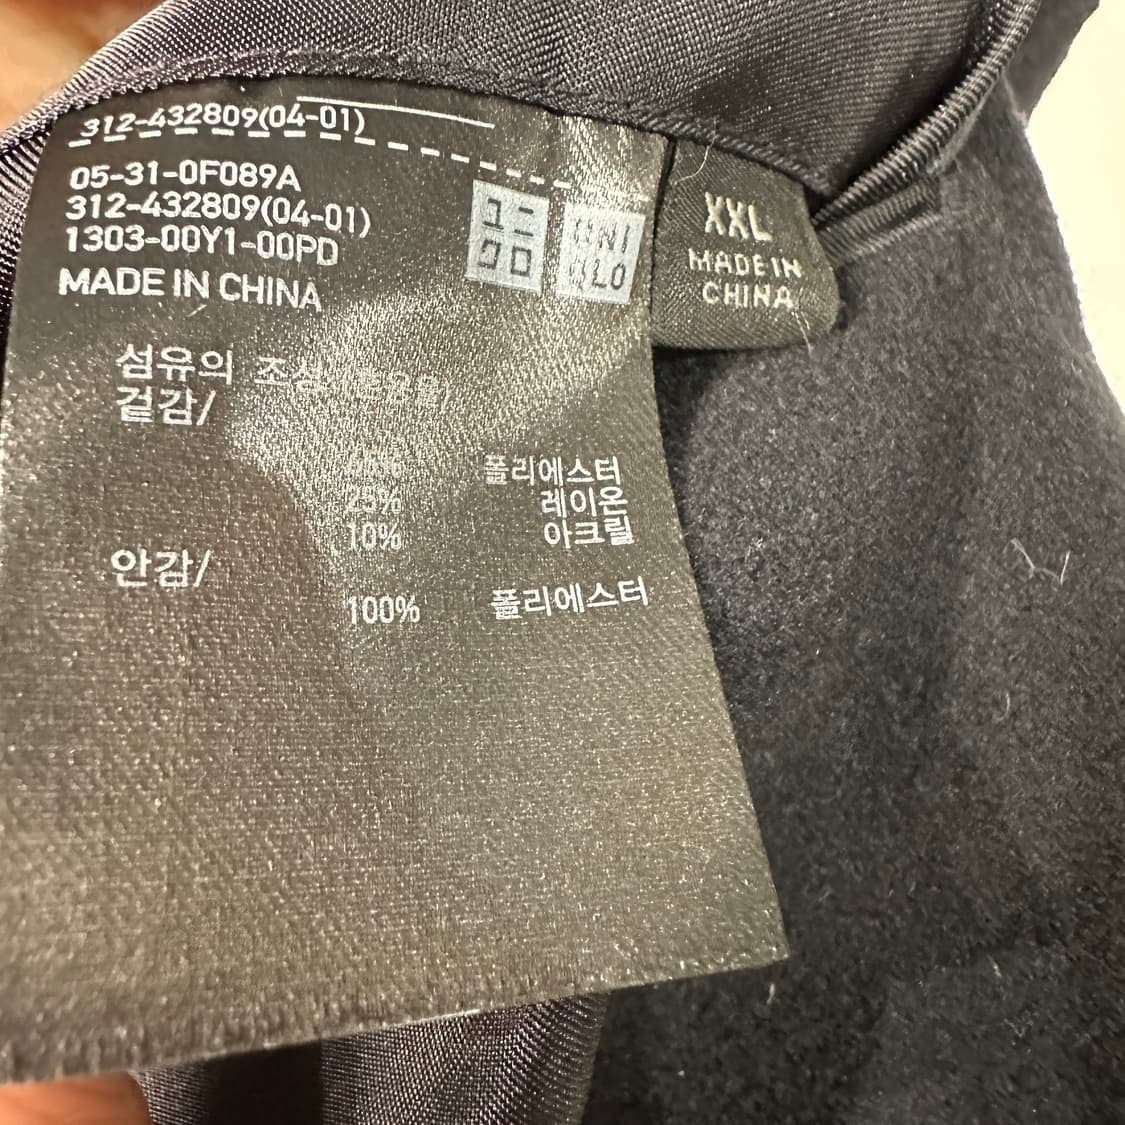 312-432809(04-01)
05-31-0F089A
312-432809(04-01)
1303-00Y1-00PD
MADE IN CHINA
ユニ
クロ
UNI
QLO
XXL
MADE IN
CHINA
섬유의 조성
겉감/
폴리에스터
25% 레이온
10% 아크릴
안감/
100% 폴리에스터